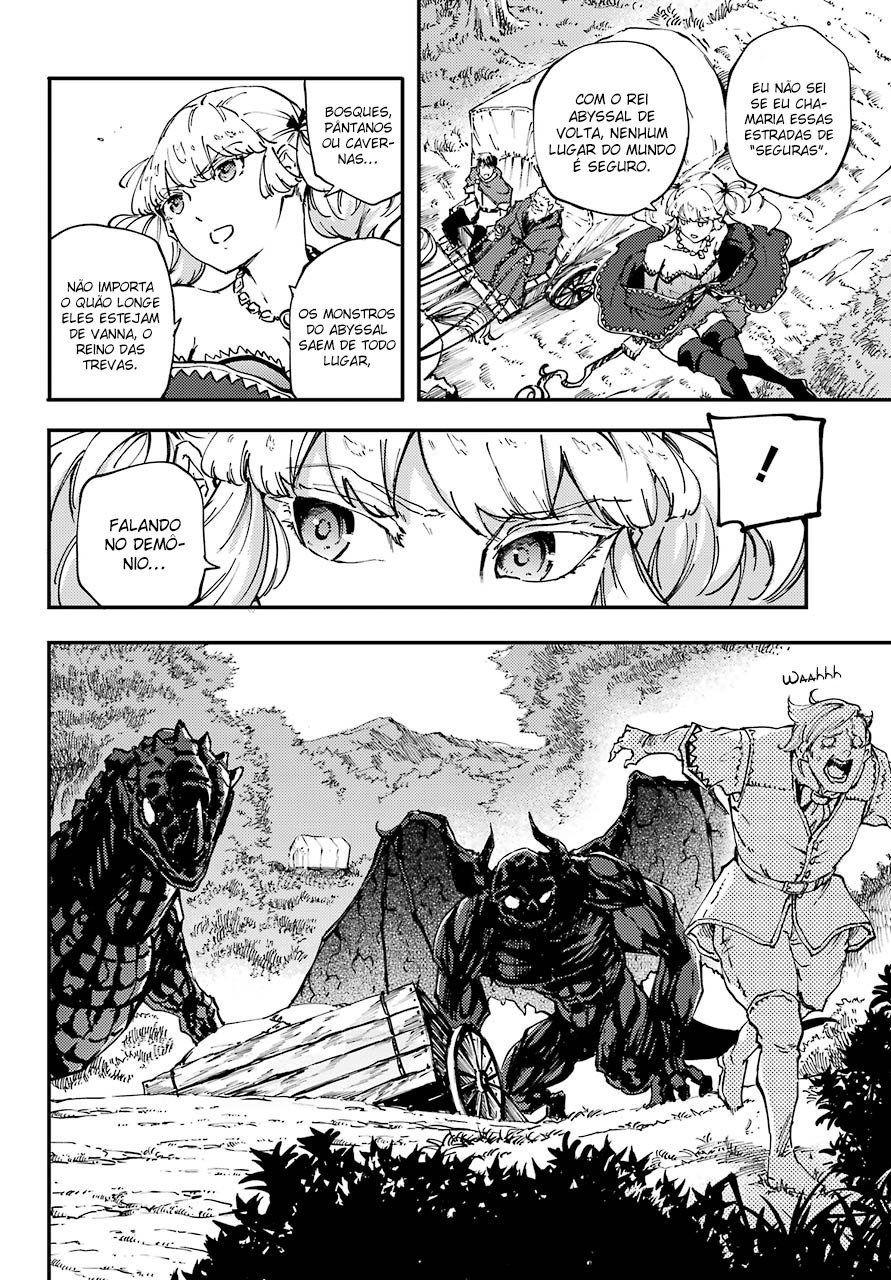 EU NÃO SEI
SE EU CHA-
MARIA ESSAS
ESTRADAS DE
"SEGURAS".
COM O REI
ABYSSAL DE
VOLTA, NENHUM
LUGAR DO MUNDO
É SEGURO.
BOSQUES,
PÂNTANOS
OU CAVER-
NAS...
OS MONSTROS
DO ABYSSAL
SAEM DE TODO
LUGAR,
NÃO IMPORTA
O QUÃO LONGE
ELES ESTEJAM
DE VANNA, O
REINO DAS
TREVAS.
!
FALANDO
NO DEMÔ-
NIO...
WAAHHH